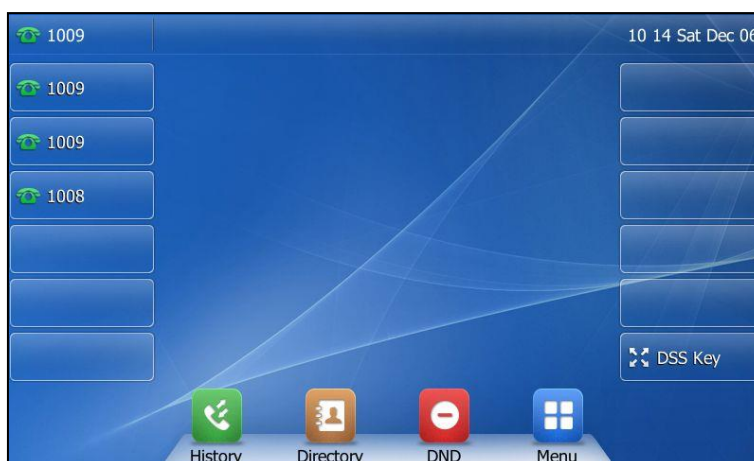 1009
10 14 Sat Dec 06
1009
1009
1008
DSS Key
History Directory DND Menu